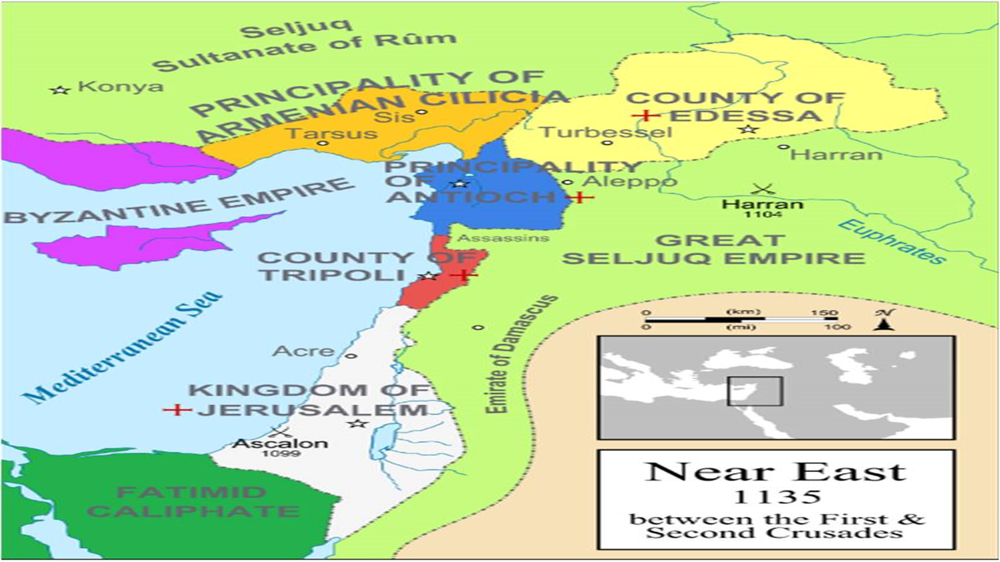 Seljuq
Sultanate of Rûm
Konya
PRINCIPALITY OF
ARMENIAN CILICIA
Sis
Tarsus
COUNTY OF
EDESSA
Turbessel
Harran
PRINCIPALITY
OF
ANTIOCH
Aleppo
Harran
1104
BYZANTINE EMPIRE
Euphrates
Assassins
GREAT
SELJUQ EMPIRE
COUNTY OF
TRIPOLI
Mediterranean Sea
Emirate of Damascus
0 (km) 150
0 (mi) 100
N
Acre
KINGDOM OF
JERUSALEM
Ascalon
1099
FATIMID
CALIPHATE
Near East
1135
between the First &
Second Crusades